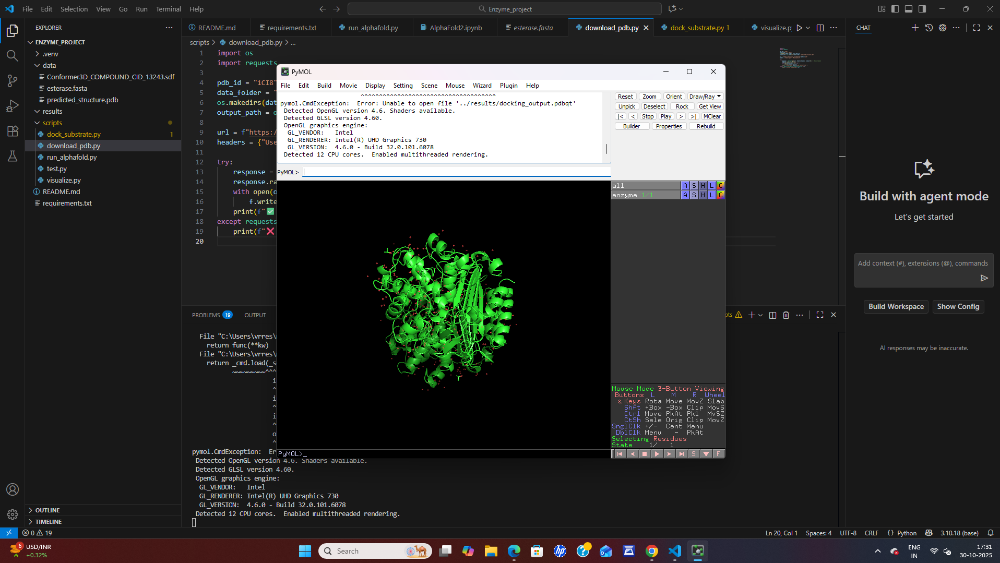 File Edit Selection View Go Run Terminal Help
Enzyme_project
EXPLORER
ENZYME_PROJECT
.venv
data
Conformer3D_COMPOUND_CID_13243.sdf
esterase.fasta
predicted_structure.pdb
results
scripts
dock_substrate.py 1
download_pdb.py
run_alphafold.py
test.py
visualize.py
README.md
requirements.txt
OUTLINE
TIMELINE
README.md requirements.txt run_alphafold.py AlphaFold2.ipynb esterase.fasta download_pdb.py dock_substrate.py 1 visualize.p
scripts > download_pdb.py > ...
1 import os
2 import requests
3
4 pdb_id = "1CI8"
5 data_folder = "
6 os.makedirs(dat
7 output_path = o
8
9 url = f"https:/
10 headers = {"Use
11
12 try:
13 response =
14 response.ra
15 with open(o
16 f.write
17 print(f"✅
18 except requests
19 print(f"❌
20
PyMOL
File Edit Build Movie Display Setting Scene Mouse Wizard Plugin Help
^^^^^^^^^^^^^^^^^^^^^^^^^^^^^^^^^^^^^
pymol.CmdException: Error: Unable to open file '../results/docking_output.pdbqt'
Detected OpenGL version 4.6. Shaders available.
Detected GLSL version 4.60.
OpenGL graphics engine:
GL_VENDOR: Intel
GL_RENDERER: Intel(R) UHD Graphics 730
GL_VERSION: 4.6.0 - Build 32.0.101.6078
Detected 12 CPU cores. Enabled multithreaded rendering.
PyMOL>
Reset Zoom Orient Draw/Ray
Unpick Deselect Rock Get View
|< < Stop Play > >| MClear
Builder Properties Rebuild
all A S H L C
enzyme 1/1 A S H L C
Mouse Mode 3-Button Viewing
Buttons L M R Wheel
& Keys Rota Move MovZ Slab
Shft +Box -Box Clip MovS
Ctrl Move PkAt Pk1 MvSZ
CtSh Sele Orig Clip MovZ
SnglClk +/- Cent Menu
DblClk Menu - PkAt
Selecting Residues
State 1/ 1
S F
PyMOL>_
PROBLEMS 19 OUTPUT
pts
File "C:\Users\vrres\
return func(**kw)
File "C:\Users\vrres\
return _cmd.load(_s
~~~~~~~~~^^^
i
^
i
^
i
^
o
^
pymol.CmdException: Er
Detected OpenGL version 4.6. Shaders available.
Detected GLSL version 4.60.
OpenGL graphics engine:
GL_VENDOR: Intel
GL_RENDERER: Intel(R) UHD Graphics 730
GL_VERSION: 4.6.0 - Build 32.0.101.6078
Detected 12 CPU cores. Enabled multithreaded rendering.
CHAT
Build with agent mode
Let's get started
Add context (#), extensions (@), commands
Build Workspace Show Config
AI responses may be inaccurate.
0 19
Ln 20, Col 1 Spaces: 4 UTF-8 CRLF {} Python 3.10.18 (base)
6 USD/INR
+0.32%
Search
ENG
IN
17:31
30-10-2025